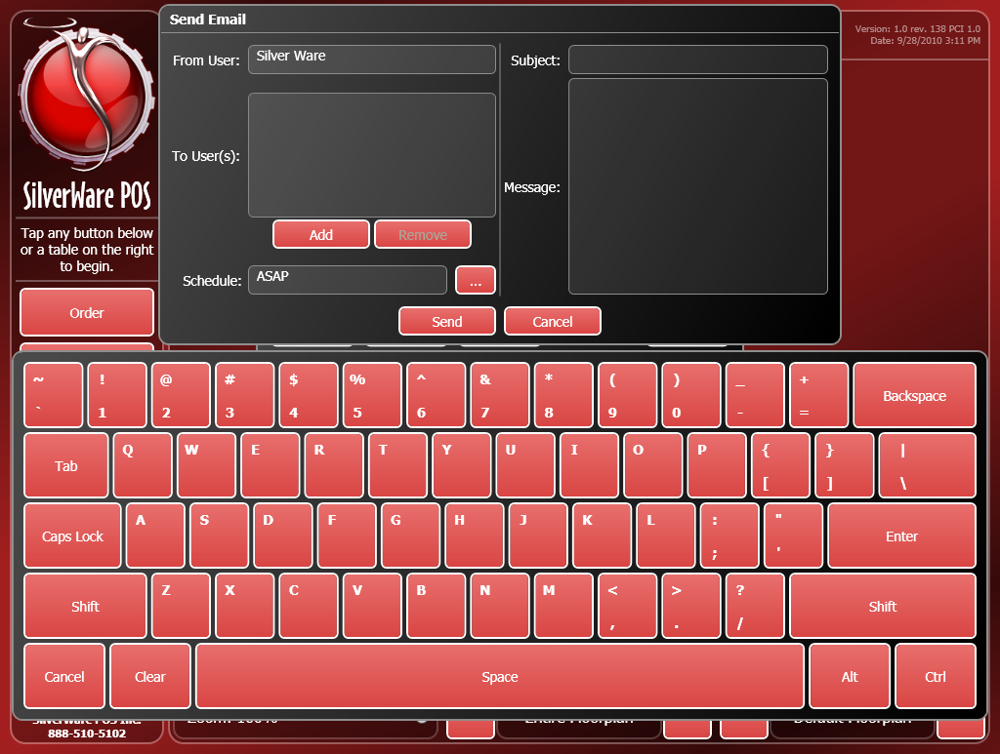 Send Email
Version: 1.0 rev. 138 PCI 1.0
Date: 9/28/2010 3:11 PM
From User: Silver Ware
Subject:
To User(s):
Message:
Add Remove
Schedule: ASAP ...
Send Cancel
SilverWare POS
Tap any button below
or a table on the right
to begin.
Order
~ ! @ # $ % ^ & * ( ) _ +
` 1 2 3 4 5 6 7 8 9 0 - = Backspace
Tab Q W E R T Y U I O P { } |
[ ] \
Caps Lock A S D F G H J K L : " Enter
; '
Shift Z X C V B N M < > ? Shift
, . /
Cancel Clear Space Alt Ctrl
SilverWare POS Inc.
888-510-5102
Zoom: 100% Entire Floorplan Default Floorplan